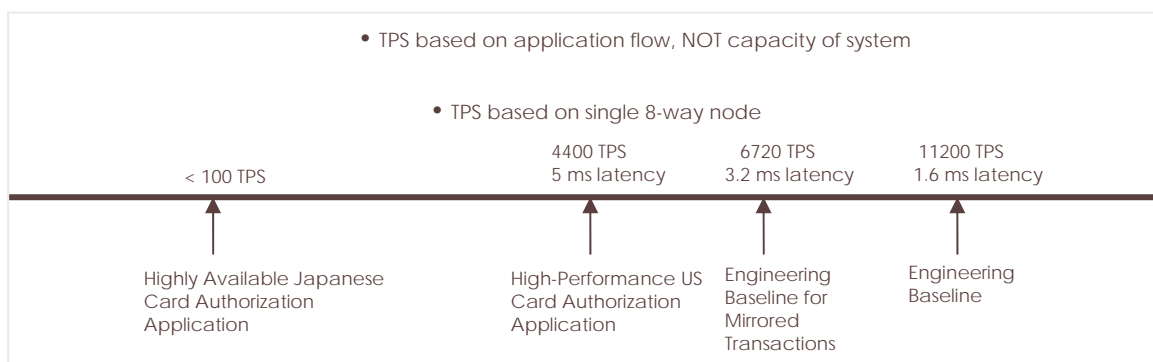 • TPS based on application flow, NOT capacity of system
• TPS based on single 8-way node
< 100 TPS
4400 TPS
5 ms latency
6720 TPS
3.2 ms latency
11200 TPS
1.6 ms latency
Highly Available Japanese
Card Authorization
Application
High-Performance US
Card Authorization
Application
Engineering
Baseline for
Mirrored
Transactions
Engineering
Baseline